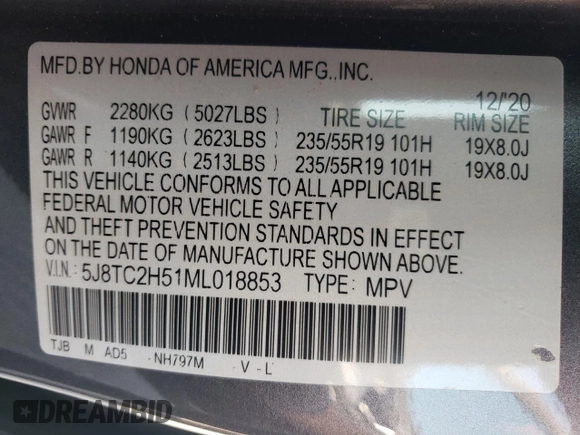 MFD.BY HONDA OF AMERICA MFG.,INC.
12/'20
GVWR 2280KG (5027LBS) TIRE SIZE RIM SIZE
GAWR F 1190KG (2623LBS) 235/55R19 101H 19X8.0J
GAWR R 1140KG (2513LBS) 235/55R19 101H 19X8.0J
THIS VEHICLE CONFORMS TO ALL APPLICABLE
FEDERAL MOTOR VEHICLE SAFETY
AND THEFT PREVENTION STANDARDS IN EFFECT
ON THE DATE OF MANUFACTURE SHOWN ABOVE.
V.I.N.: 5J8TC2H51ML018853 TYPE: MPV
TJB M AD5 -NH797M V -L
DREAMBID